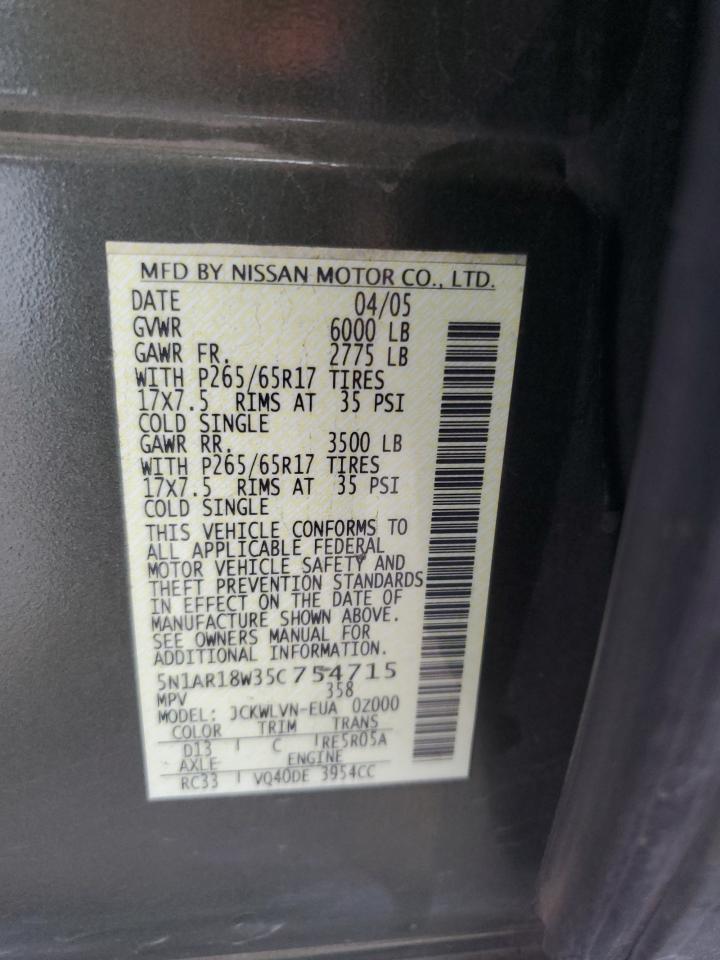 MFD BY NISSAN MOTOR CO., LTD.
DATE 04/05
GVWR 6000 LB
GAWR FR. 2775 LB
WITH P265/65R17 TIRES
17X7.5 RIMS AT 35 PSI
COLD SINGLE
GAWR RR. 3500 LB
WITH P265/65R17 TIRES
17X7.5 RIMS AT 35 PSI
COLD SINGLE
THIS VEHICLE CONFORMS TO
ALL APPLICABLE FEDERAL
MOTOR VEHICLE SAFETY AND
THEFT PREVENTION STANDARDS
IN EFFECT ON THE DATE OF
MANUFACTURE SHOWN ABOVE.
SEE OWNERS MANUAL FOR
ADDITIONAL INFORMATION.
5N1AR18W35C754715
MPV 358
MODEL: JCKWLVN-EUA 0Z000
COLOR TRIM TRANS
D13 C RE5R05A
AXLE ENGINE
RC33 VQ40DE 3954CC